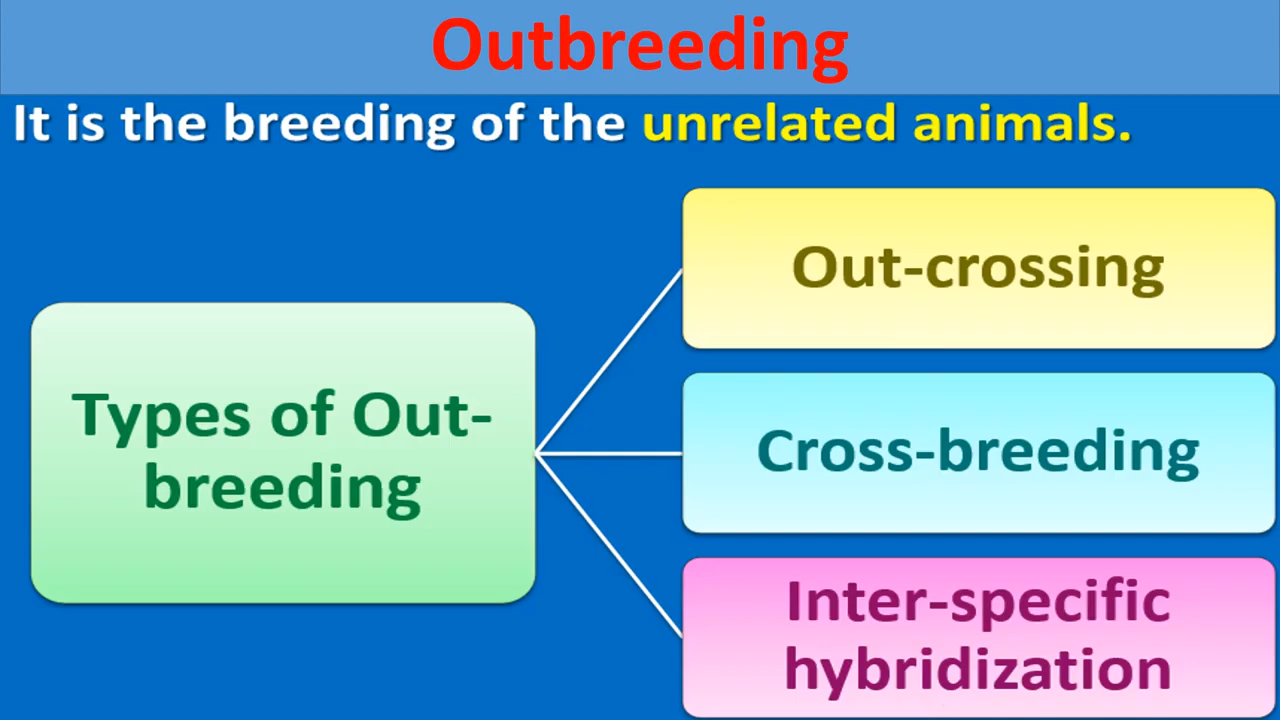 Outbreeding
It is the breeding of the unrelated animals.
Types of Out-
breeding
Out-crossing
Cross-breeding
Inter-specific
hybridization